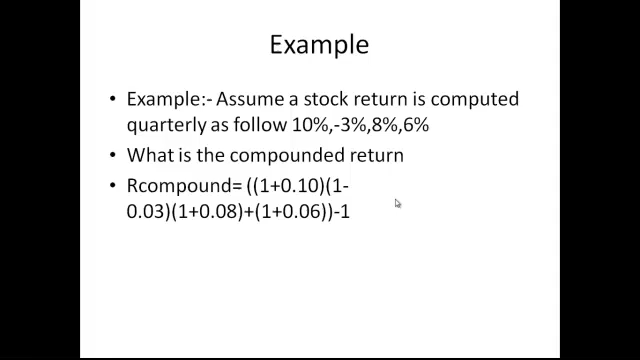 Example
• Example:- Assume a stock return is computed
quarterly as follow 10%,-3%,8%,6%
• What is the compounded return
• Rcompound= ((1+0.10)(1-
0.03)(1+0.08)+(1+0.06))-1